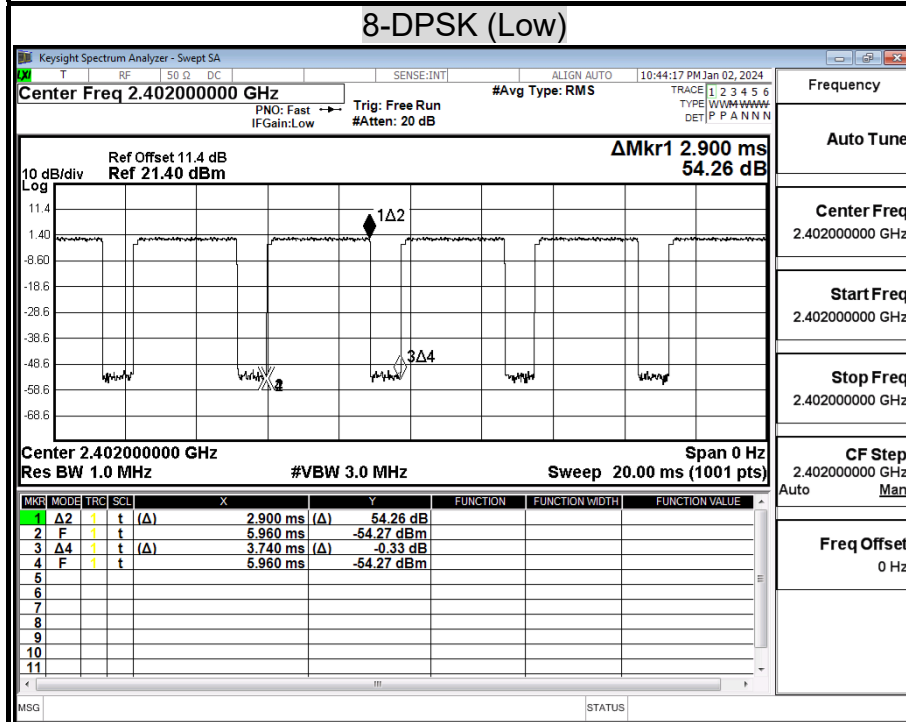 8-DPSK (Low)
Keysight Spectrum Analyzer - Swept SA
LXI T RF 50 Ω DC SENSE:INT ALIGN AUTO 10:44:17 PM Jan 02, 2024
Center Freq 2.402000000 GHz
PNO: Fast
IFGain:Low
Trig: Free Run
#Atten: 20 dB
#Avg Type: RMS
TRACE 1 2 3 4 5 6
TYPE WWMWWWW
DET P P A N N N
ΔMkr1 2.900 ms
54.26 dB
Ref Offset 11.4 dB
10 dB/div Ref 21.40 dBm
Log
11.4
1.40
-8.60
-18.6
-28.6
-38.6
-48.6
-58.6
-68.6
1Δ2
3Δ4
Center 2.402000000 GHz Span 0 Hz
Res BW 1.0 MHz #VBW 3.0 MHz Sweep 20.00 ms (1001 pts)
MKR MODE TRC SCL X Y FUNCTION FUNCTION WIDTH FUNCTION VALUE
1 Δ2 1 t (Δ) 2.900 ms (Δ) 54.26 dB
2 F 1 t 5.960 ms -54.27 dBm
3 Δ4 1 t (Δ) 3.740 ms (Δ) -0.33 dB
4 F 1 t 5.960 ms -54.27 dBm
5
6
7
8
9
10
11
MSG STATUS
Frequency
Auto Tune
Center Freq
2.402000000 GHz
Start Freq
2.402000000 GHz
Stop Freq
2.402000000 GHz
CF Step
2.402000000 GHz
Auto Man
Freq Offset
0 Hz